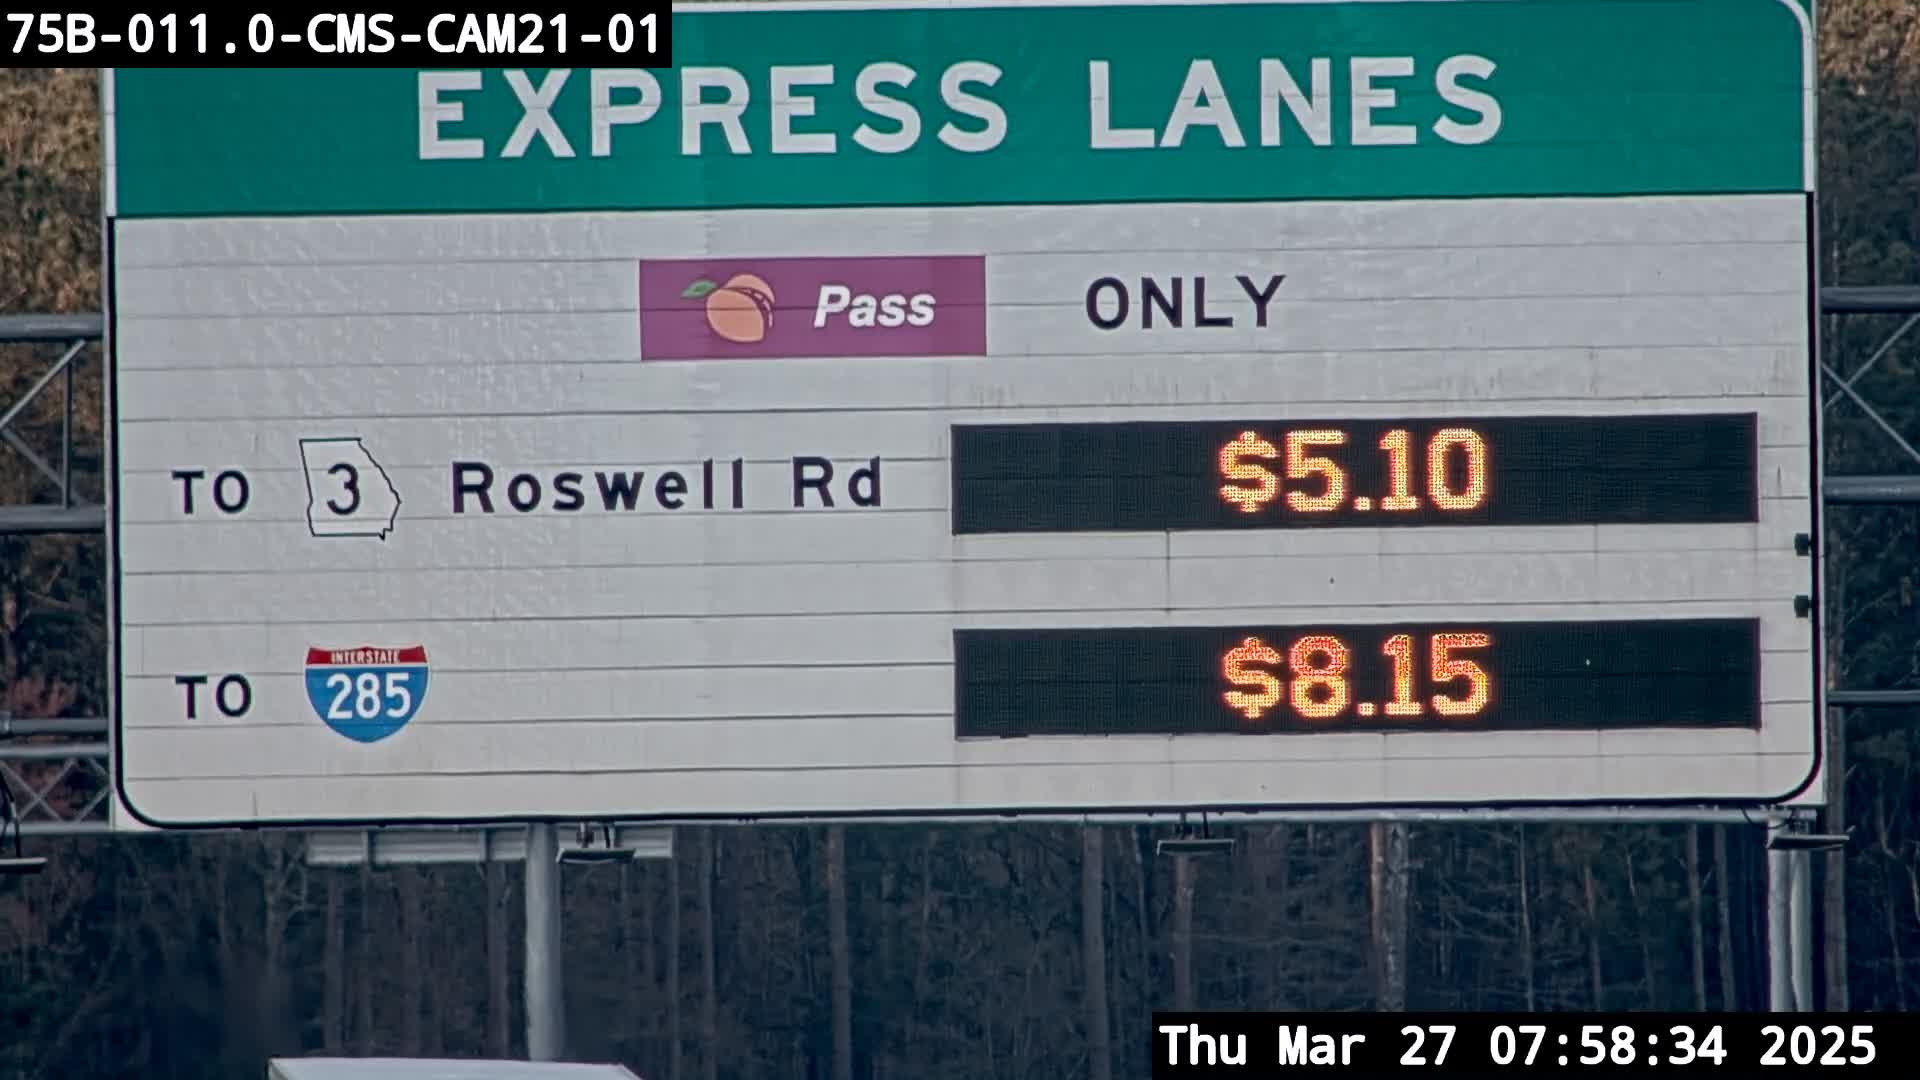 75B-011.0-CMS-CAM21-01
EXPRESS LANES
Pass ONLY
TO 3 Roswell Rd $5.10
TO INTERSTATE 285 $8.15
Thu Mar 27 07:58:34 2025